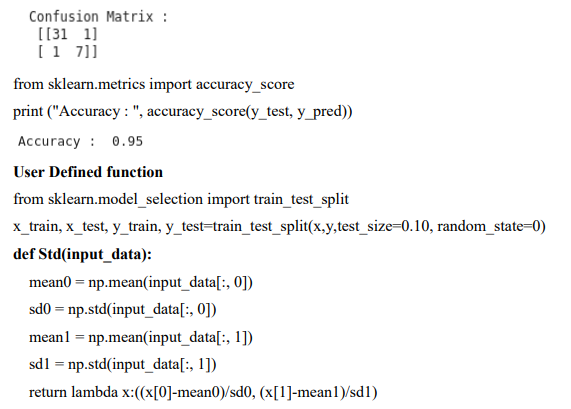 Confusion Matrix :
[[31 1]
[ 1 7]]
from sklearn.metrics import accuracy_score
print ("Accuracy : ", accuracy_score(y_test, y_pred))
Accuracy : 0.95
User Defined function
from sklearn.model_selection import train_test_split
x_train, x_test, y_train, y_test=train_test_split(x,y,test_size=0.10, random_state=0)
def Std(input_data):
mean0 = np.mean(input_data[:, 0])
sd0 = np.std(input_data[:, 0])
mean1 = np.mean(input_data[:, 1])
sd1 = np.std(input_data[:, 1])
return lambda x:((x[0]-mean0)/sd0, (x[1]-mean1)/sd1)